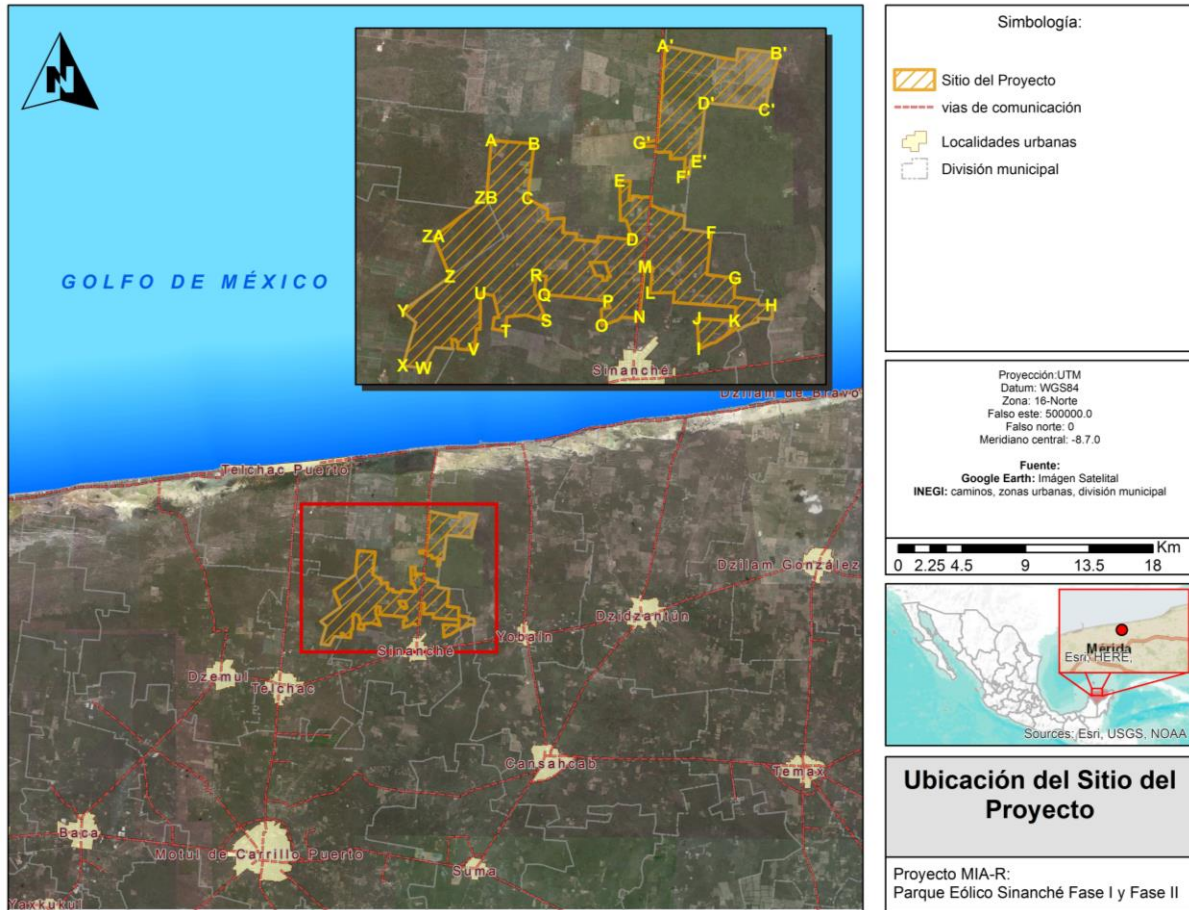 N
GOLFO DE MÉXICO
A'
B'
C'
D'
E'
F'
G'
A
B
C
D
E
F
G
H
I
J
K
L
M
N
O
P
Q
R
S
T
U
V
W
X
Y
Z
ZA
ZB
Sinanché
Dzilam de Bravo
Telchac Puerto
Dzilam González
Dzidzantún
Yobaín
Sinanché
Dzemul
Telchac
Cansahcab
Temax
Baca
Motul de Carrillo Puerto
Suma
Yaxkukul
Simbología:
Sitio del Proyecto
vias de comunicación
Localidades urbanas
División municipal
Proyección:UTM
Datum: WGS84
Zona: 16-Norte
Falso este: 500000.0
Falso norte: 0
Meridiano central: -8.7.0
Fuente:
Google Earth: Imágen Satelital
INEGI: caminos, zonas urbanas, división municipal
Km
0 2.25 4.5 9 13.5 18
Mérida
Esri, HERE,
Sources: Esri, USGS, NOAA
Ubicación del Sitio del
Proyecto
Proyecto MIA-R:
Parque Eólico Sinanché Fase I y Fase II